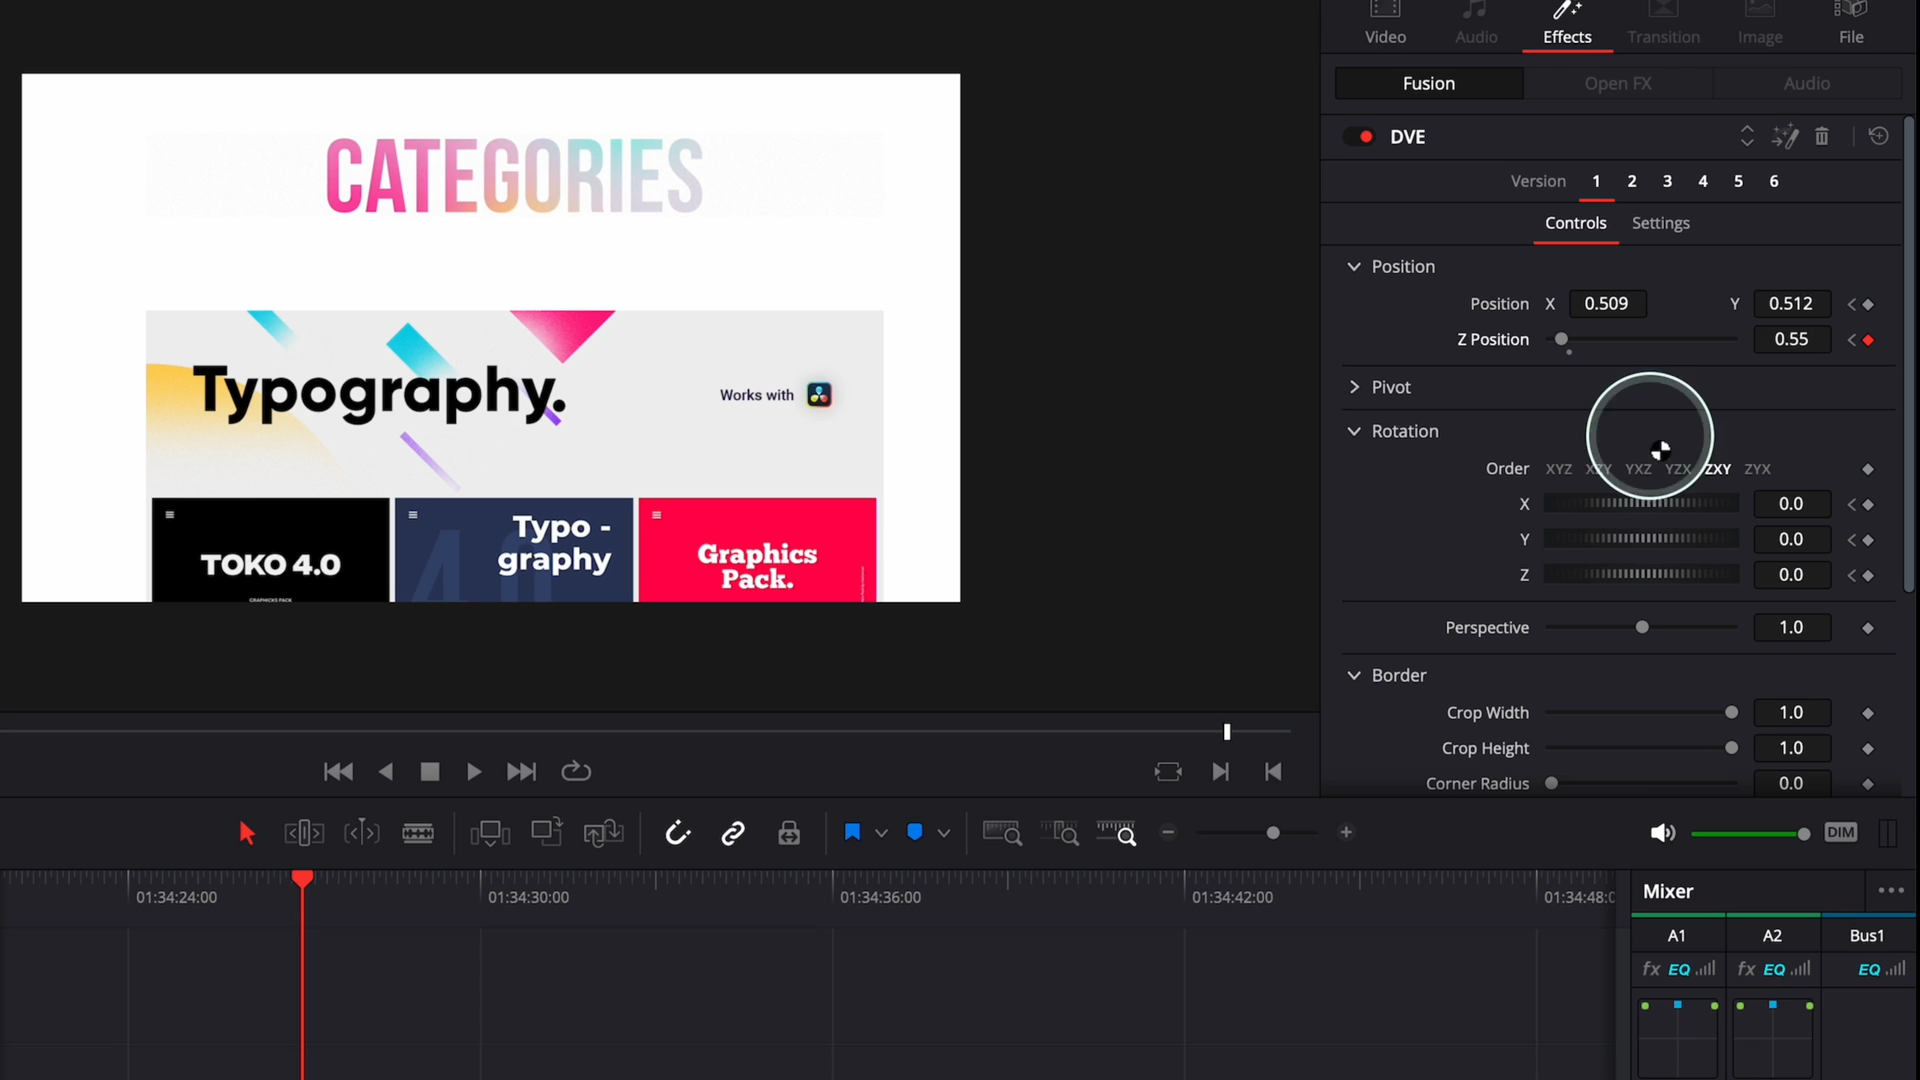 Video Audio Effects Transition Image File
Fusion Open FX Audio
DVE
Version 1 2 3 4 5 6
Controls Settings
Position
Position X 0.509 Y 0.512
Z Position 0.55
Pivot
Rotation
Order XYZ XZY YXZ YZX ZXY ZYX
X 0.0
Y 0.0
Z 0.0
Perspective 1.0
Border
Crop Width 1.0
Crop Height 1.0
Corner Radius 0.0
CATEGORIES
Typography.
Works with
TOKO 4.0
GRAPHICKS PACK
4.0
Typo -
graphy
Graphics
Pack.
DIM
01:34:24:00 01:34:30:00 01:34:36:00 01:34:42:00 01:34:48:0
Mixer
A1 A2 Bus1
fx EQ fx EQ EQ